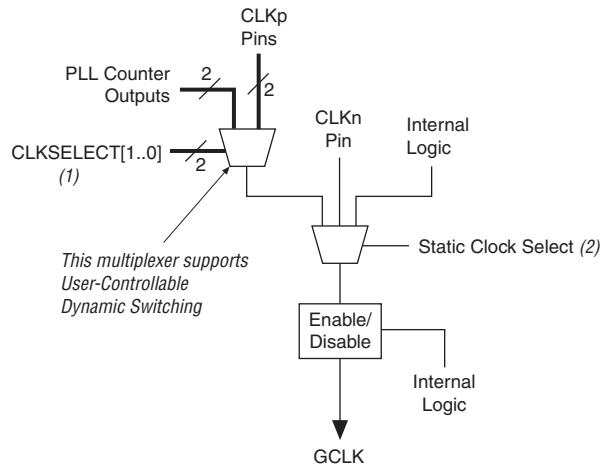 CLKp
Pins
PLL Counter
Outputs
2
2
CLKSELECT[1..0]
(1)
2
CLKn
Pin
Internal
Logic
This multiplexer supports
User-Controllable
Dynamic Switching
Static Clock Select (2)
Enable/
Disable
Internal
Logic
GCLK